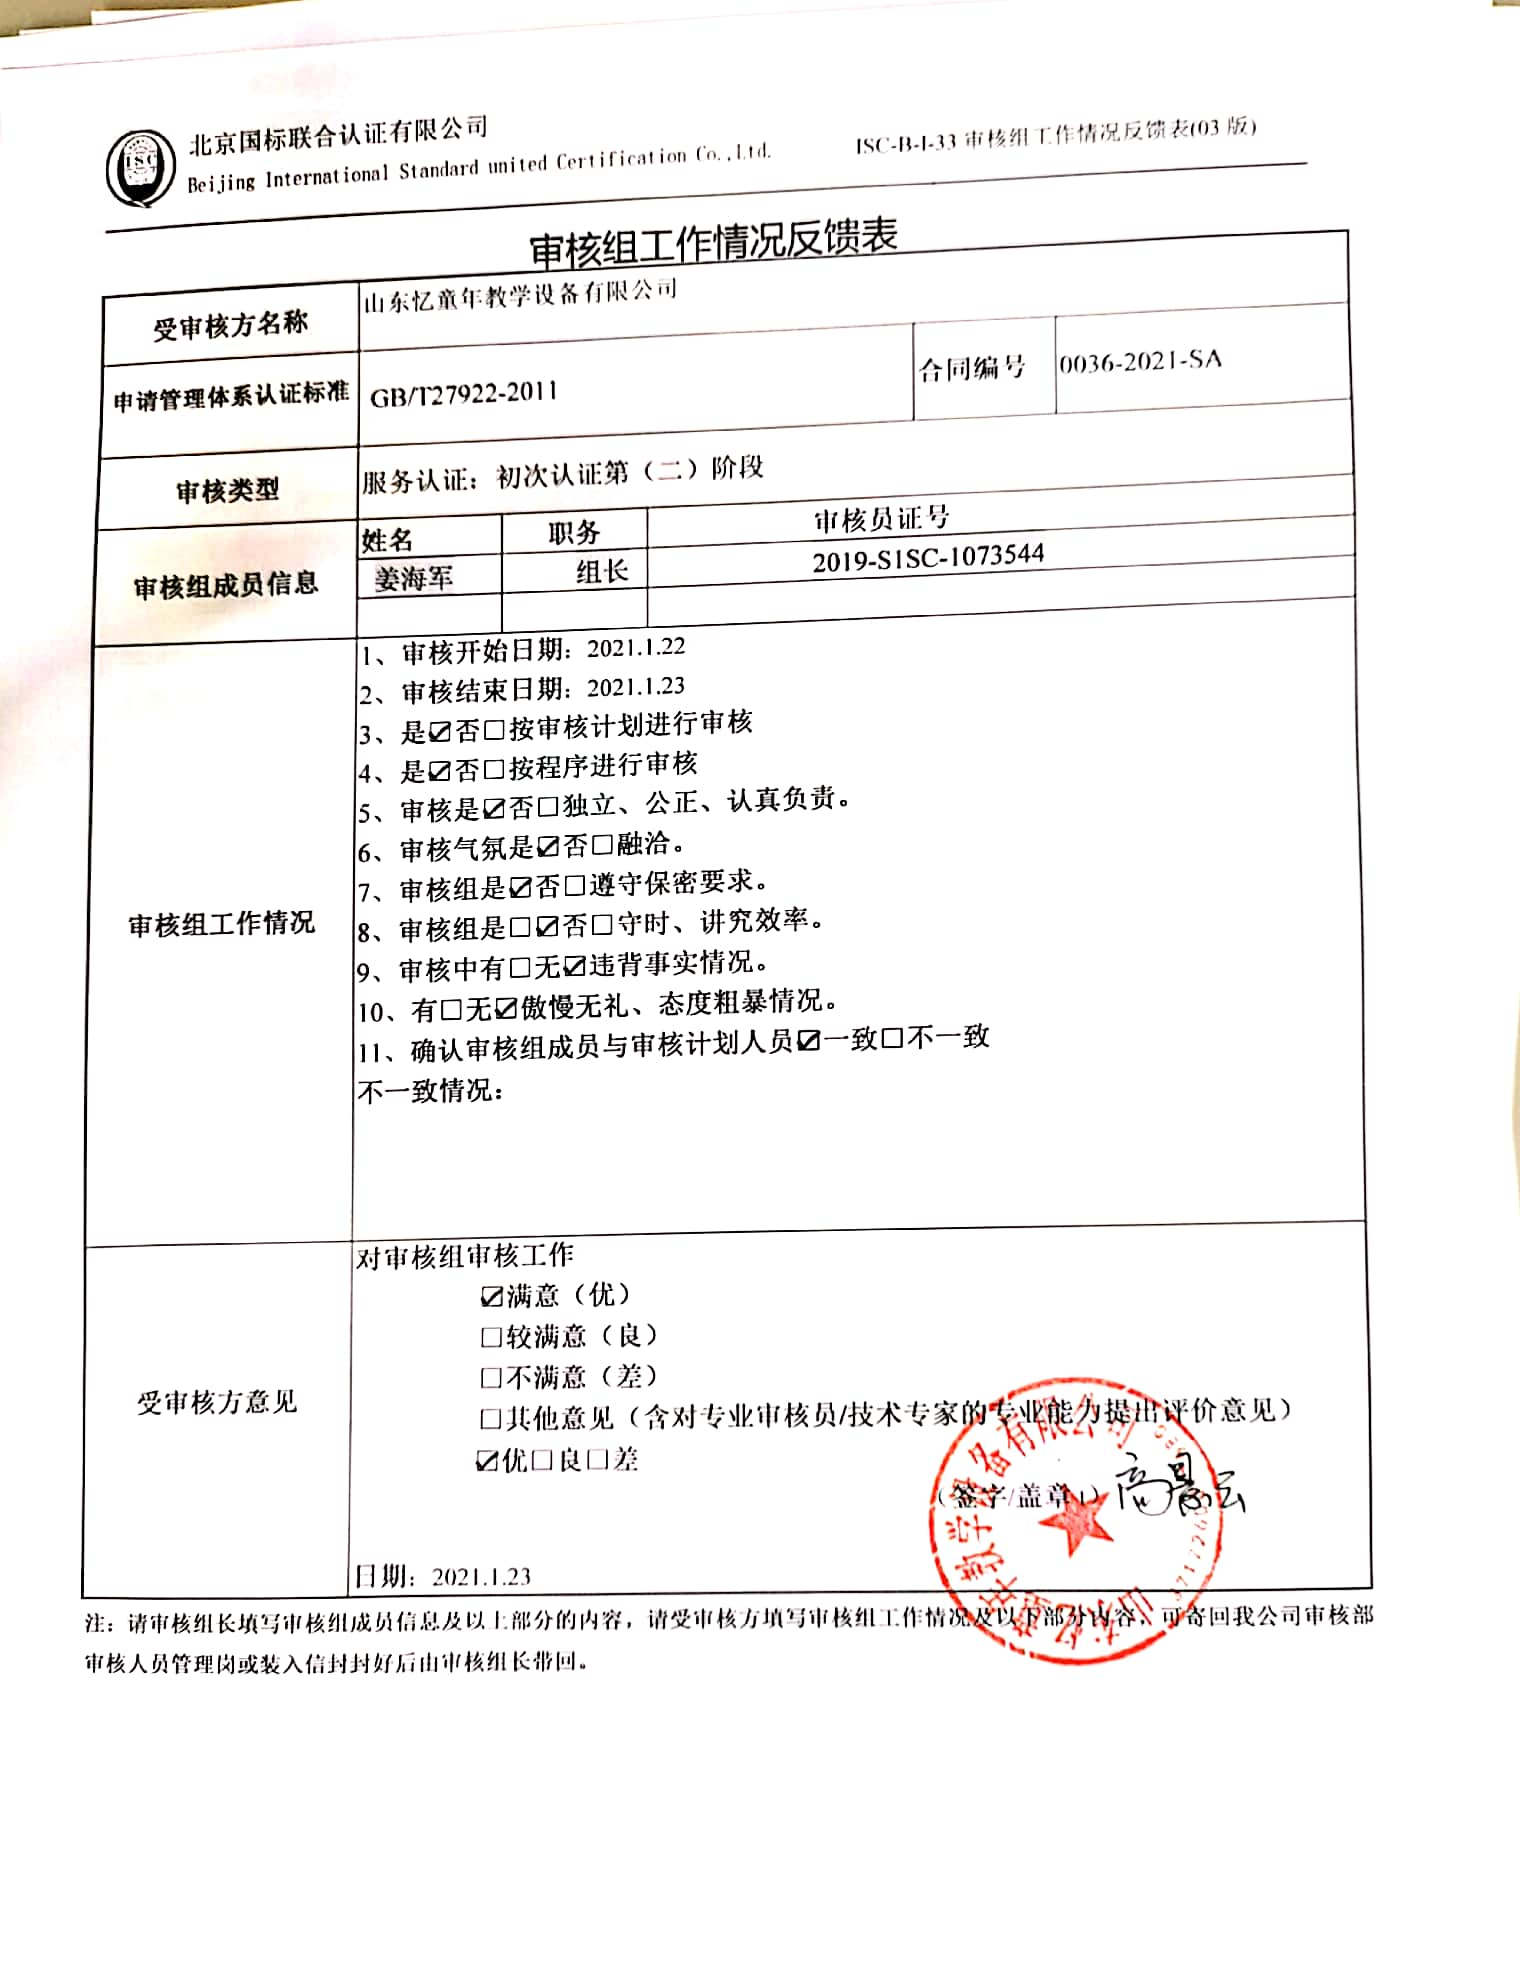 ISC
北京国标联合认证有限公司
Beijing International Standard united Certification Co.,Ltd.
ISC-B-I-33 审核组工作情况反馈表(03 版)
审核组工作情况反馈表
受审核方名称 山东忆童年教学设备有限公司
申请管理体系认证标准 GB/T27922-2011 合同编号 0036-2021-SA
审核类型 服务认证：初次认证第（二）阶段
审核组成员信息
姓名 职务 审核员证号
姜海军 组长 2019-S1SC-1073544
审核组工作情况
1、审核开始日期：2021.1.22
2、审核结束日期：2021.1.23
3、是☑否□按审核计划进行审核
4、是☑否□按程序进行审核
5、审核是☑否□独立、公正、认真负责。
6、审核气氛是☑否□融洽。
7、审核组是☑否□遵守保密要求。
8、审核组是□☑否□守时、讲究效率。
9、审核中有□无☑违背事实情况。
10、有□无☑傲慢无礼、态度粗暴情况。
11、确认审核组成员与审核计划人员☑一致□不一致
不一致情况：
受审核方意见
对审核组审核工作
☑满意（优）
□较满意（良）
□不满意（差）
□其他意见（含对专业审核员/技术专家的专业能力提出评价意见）
☑优□良□差
（签字/盖章）高景云
山东忆童年教学设备有限公司
日期：2021.1.23
注：请审核组长填写审核组成员信息及以上部分的内容，请受审核方填写审核组工作情况及以下部分内容，可寄回我公司审核部
审核人员管理岗或装入信封封好后由审核组长带回。